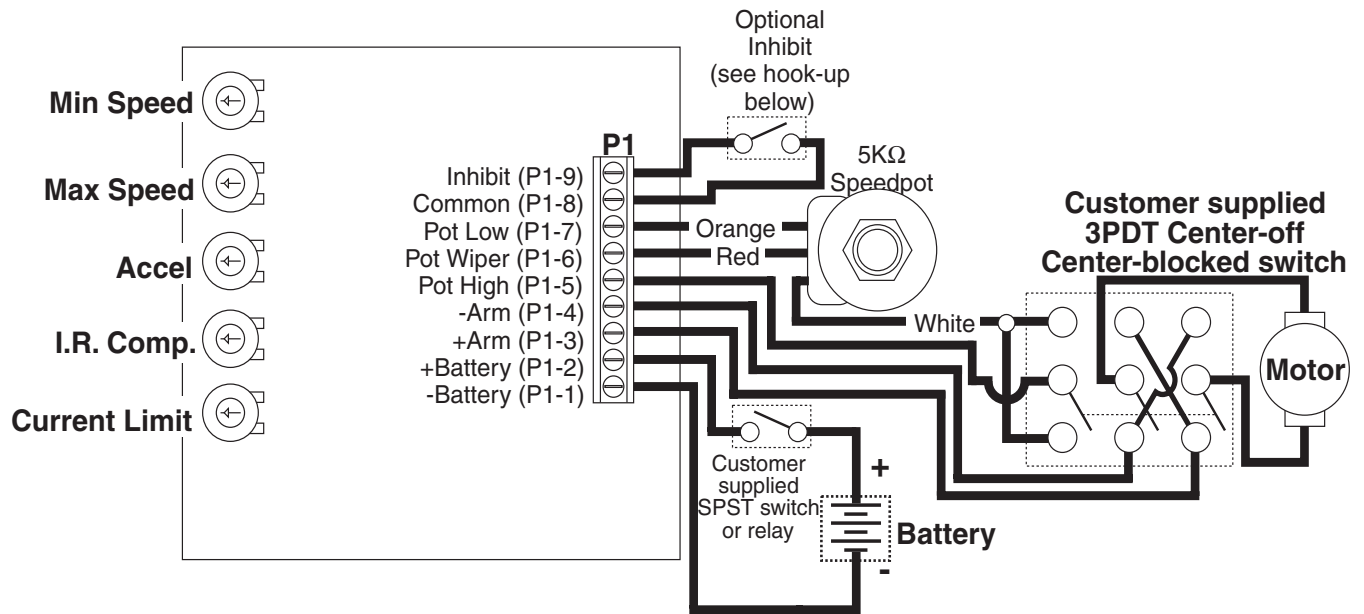 Min Speed
Max Speed
Accel
I.R. Comp.
Current Limit
P1
Inhibit (P1-9)
Common (P1-8)
Pot Low (P1-7)
Pot Wiper (P1-6)
Pot High (P1-5)
-Arm (P1-4)
+Arm (P1-3)
+Battery (P1-2)
-Battery (P1-1)
Optional
Inhibit
(see hook-up
below)
5KΩ
Speedpot
Orange
Red
White
Customer supplied
3PDT Center-off
Center-blocked switch
Motor
Customer
supplied
SPST switch
or relay
+
Battery
-